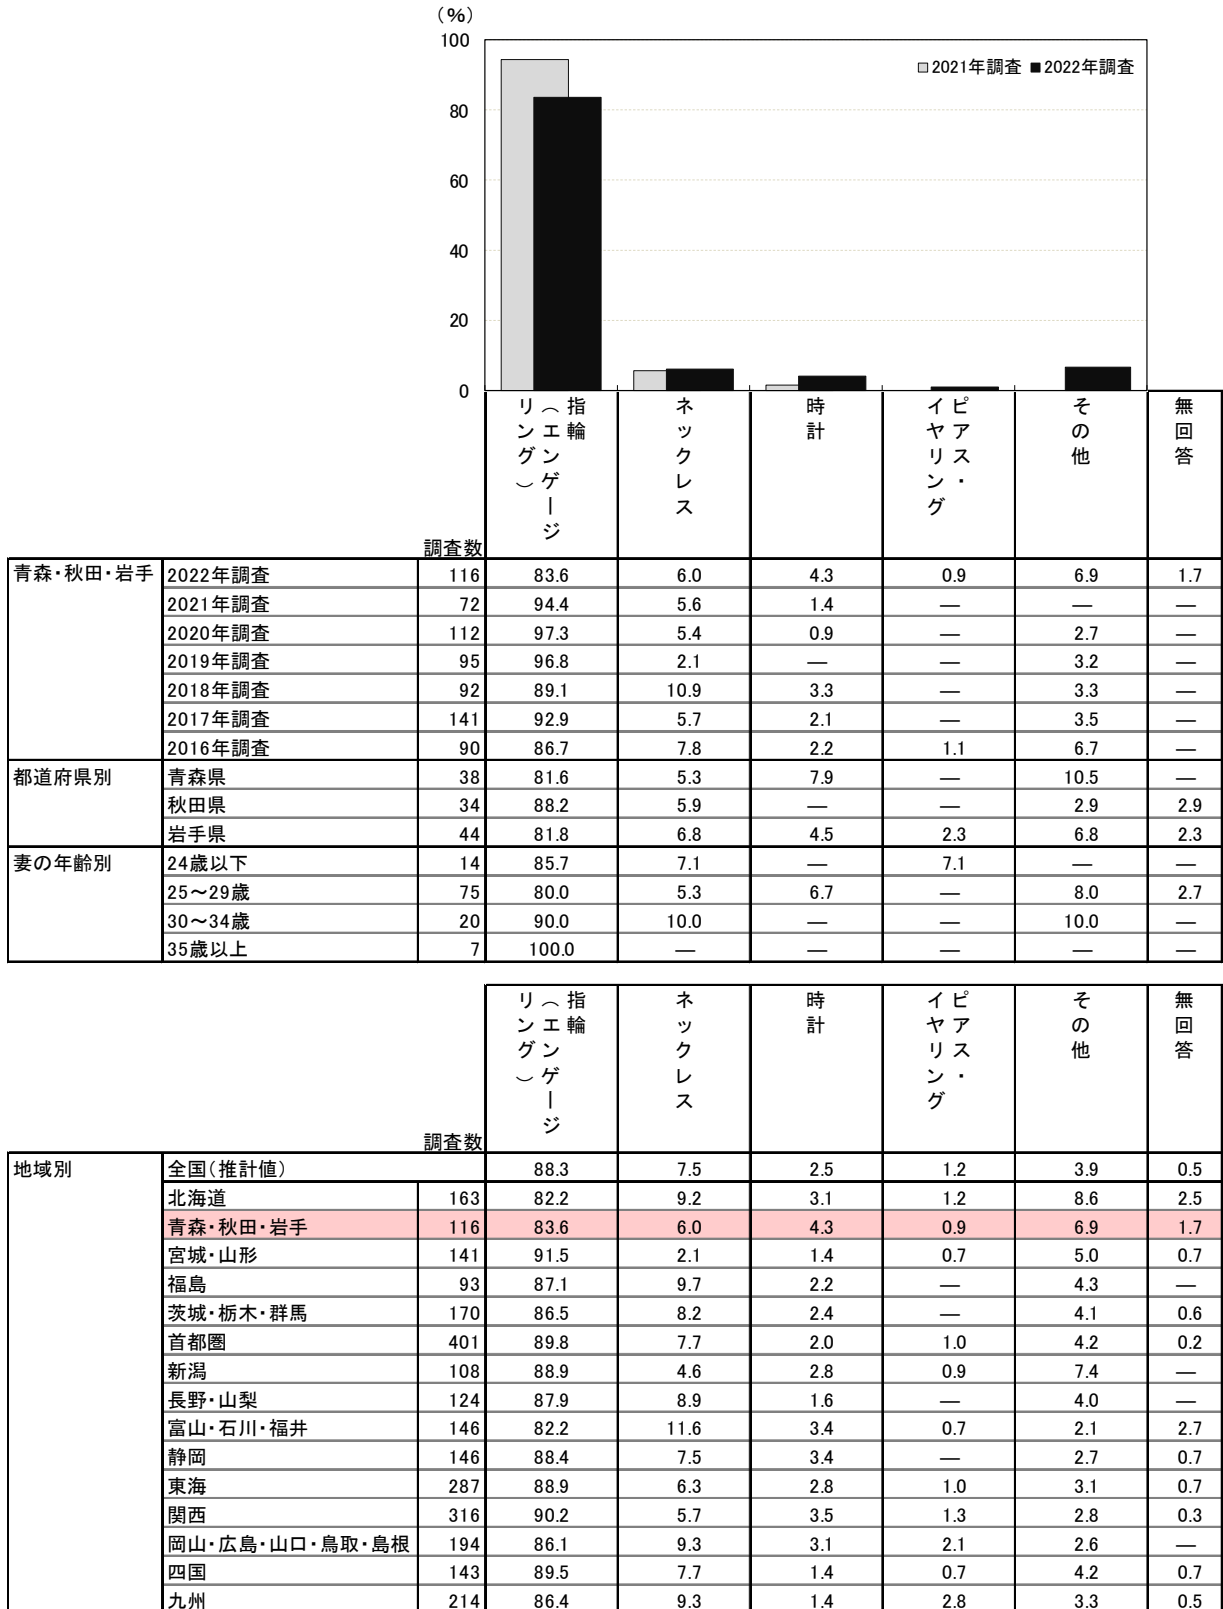 （%）
100
80
60
40
20
0
2021年調査 2022年調査
調査数 指輪（エンゲージリング） ネックレス 時計 ピアス・イヤリング その他 無回答
青森・秋田・岩手 2022年調査 116 83.6 6.0 4.3 0.9 6.9 1.7
2021年調査 72 94.4 5.6 1.4 — — —
2020年調査 112 97.3 5.4 0.9 — 2.7 —
2019年調査 95 96.8 2.1 — — 3.2 —
2018年調査 92 89.1 10.9 3.3 — 3.3 —
2017年調査 141 92.9 5.7 2.1 — 3.5 —
2016年調査 90 86.7 7.8 2.2 1.1 6.7 —
都道府県別 青森県 38 81.6 5.3 7.9 — 10.5 —
秋田県 34 88.2 5.9 — — 2.9 2.9
岩手県 44 81.8 6.8 4.5 2.3 6.8 2.3
妻の年齢別 24歳以下 14 85.7 7.1 — 7.1 — —
25～29歳 75 80.0 5.3 6.7 — 8.0 2.7
30～34歳 20 90.0 10.0 — — 10.0 —
35歳以上 7 100.0 — — — — —
調査数 指輪（エンゲージリング） ネックレス 時計 ピアス・イヤリング その他 無回答
地域別 全国（推計値） 88.3 7.5 2.5 1.2 3.9 0.5
北海道 163 82.2 9.2 3.1 1.2 8.6 2.5
青森・秋田・岩手 116 83.6 6.0 4.3 0.9 6.9 1.7
宮城・山形 141 91.5 2.1 1.4 0.7 5.0 0.7
福島 93 87.1 9.7 2.2 — 4.3 —
茨城・栃木・群馬 170 86.5 8.2 2.4 — 4.1 0.6
首都圏 401 89.8 7.7 2.0 1.0 4.2 0.2
新潟 108 88.9 4.6 2.8 0.9 7.4 —
長野・山梨 124 87.9 8.9 1.6 — 4.0 —
富山・石川・福井 146 82.2 11.6 3.4 0.7 2.1 2.7
静岡 146 88.4 7.5 3.4 — 2.7 0.7
東海 287 88.9 6.3 2.8 1.0 3.1 0.7
関西 316 90.2 5.7 3.5 1.3 2.8 0.3
岡山・広島・山口・鳥取・島根 194 86.1 9.3 3.1 2.1 2.6 —
四国 143 89.5 7.7 1.4 0.7 4.2 0.7
九州 214 86.4 9.3 1.4 2.8 3.3 0.5